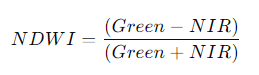 NDWI = (Green − NIR) / (Green + NIR)